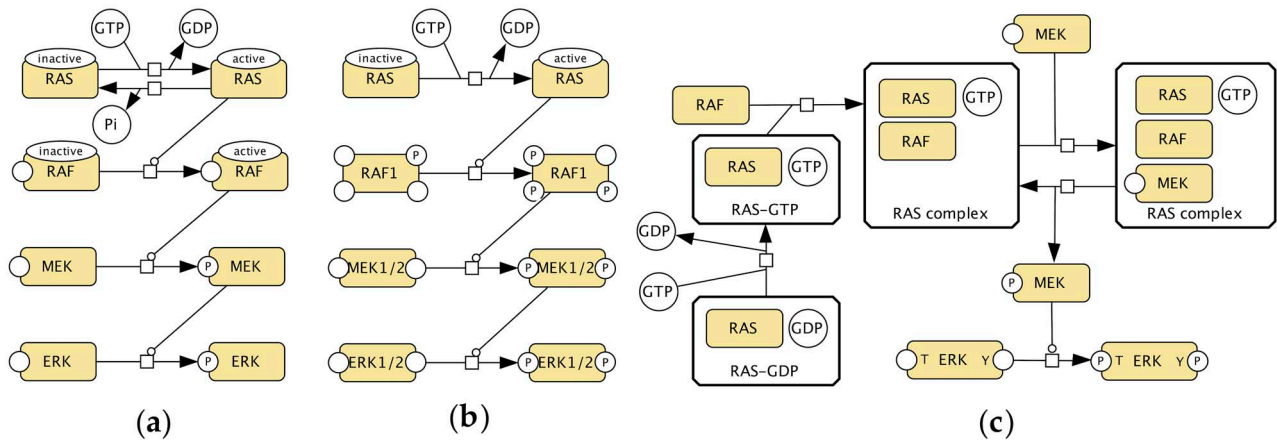 GTP
GDP
inactive
RAS
active
RAS
Pi
inactive
RAF
active
RAF
MEK
P
MEK
ERK
P
ERK
(a)
GTP
GDP
inactive
RAS
active
RAS
P
RAF1
P
RAF1
P
P
MEK1/2
P
MEK1/2
P
ERK1/2
P
ERK1/2
P
(b)
MEK
RAF
RAS
GTP
RAF
RAS complex
RAS
GTP
RAF
MEK
RAS complex
RAS
GTP
RAS-GTP
GDP
GTP
RAS
GDP
RAS-GDP
P
MEK
T ERK Y
P
T ERK Y
P
(c)